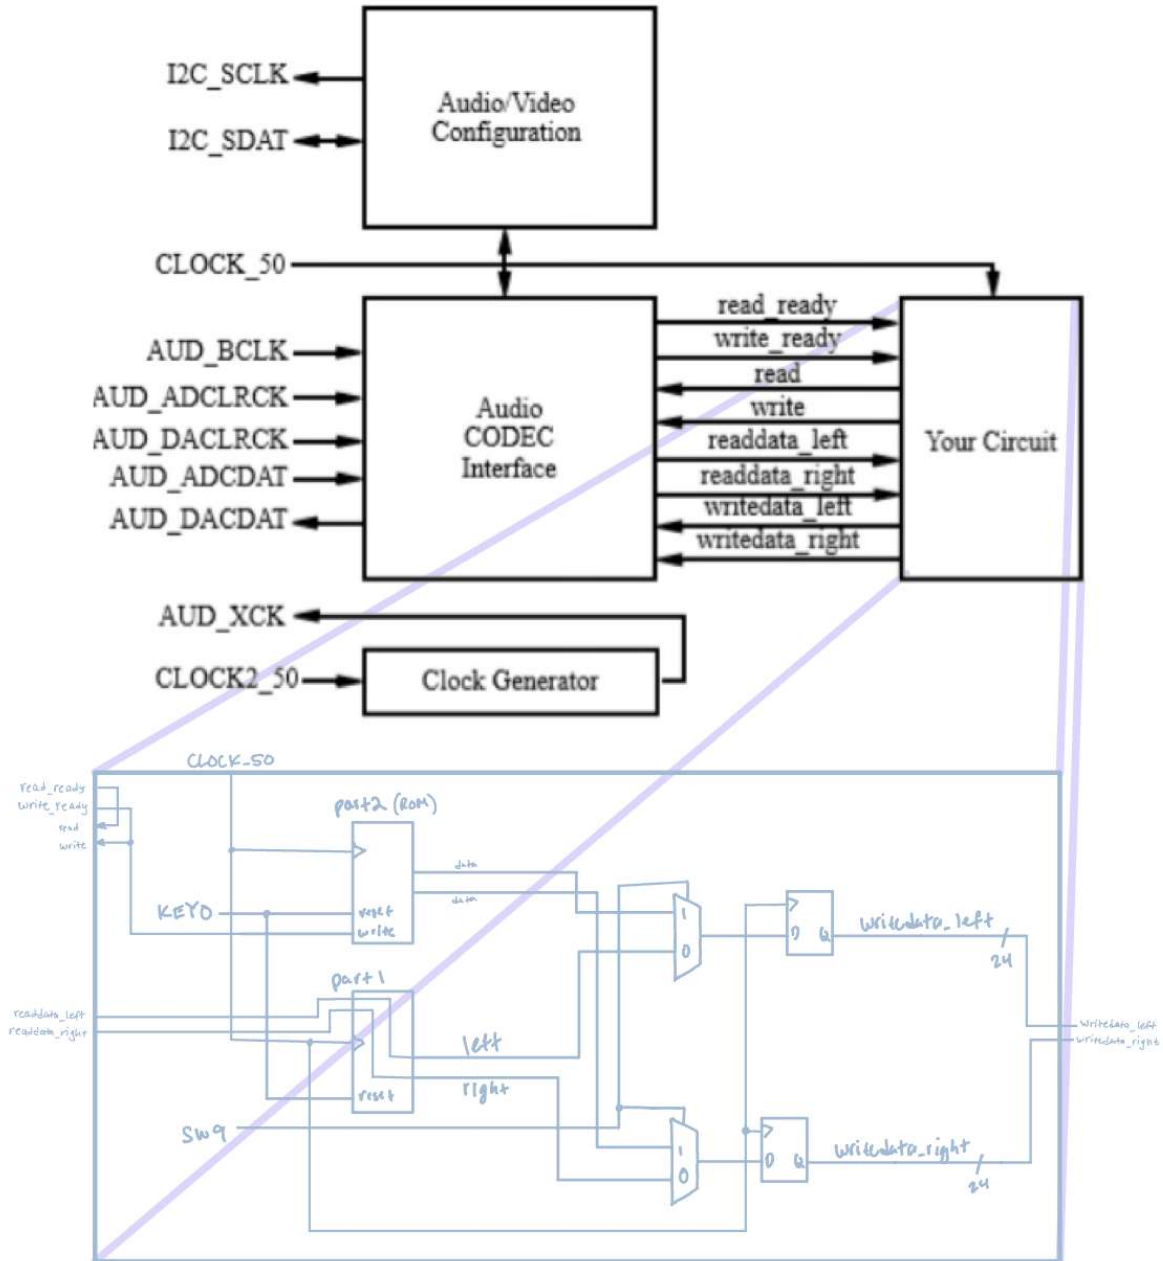 I2C_SCLK
Audio/Video
Configuration
I2C_SDAT
CLOCK_50
read_ready
write_ready
AUD_BCLK
read
AUD_ADCLRCK
write
Audio
CODEC
Interface
AUD_DACLRCK
readdata_left
Your Circuit
AUD_ADCDAT
readdata_right
writedata_left
AUD_DACDAT
writedata_right
AUD_XCK
CLOCK2_50
Clock Generator
CLOCK_50
read_ready
write_ready
read
write
part2 (ROM)
data
data
KEY0
reset
write
1
0
D Q
writedata_left
24
part1
readdata_left
readdata_right
left
right
reset
writedata_left
writedata_right
SW9
1
0
D Q
writedata_right
24